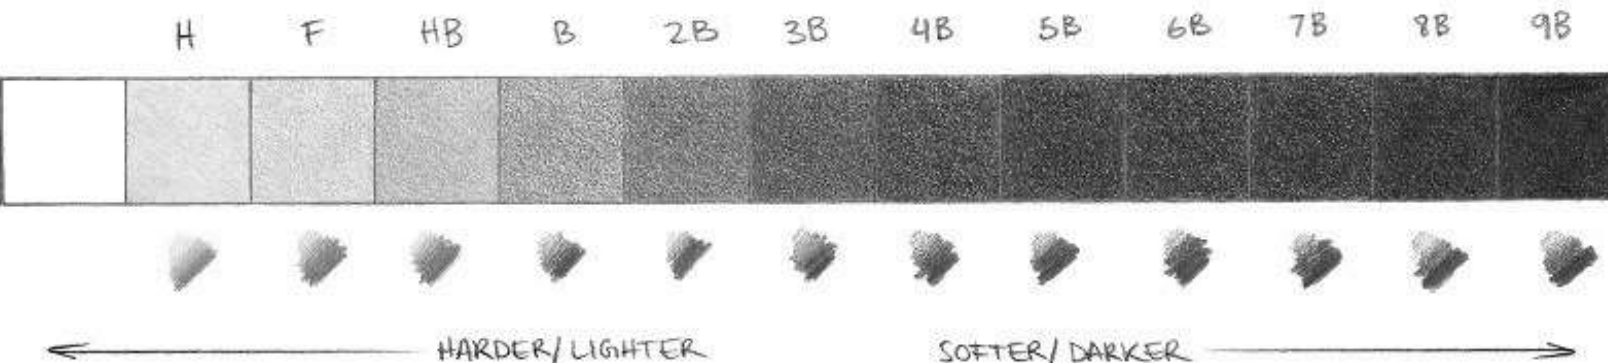 H F HB B 2B 3B 4B 5B 6B 7B 8B 9B
HARDER/LIGHTER SOFTER/DARKER